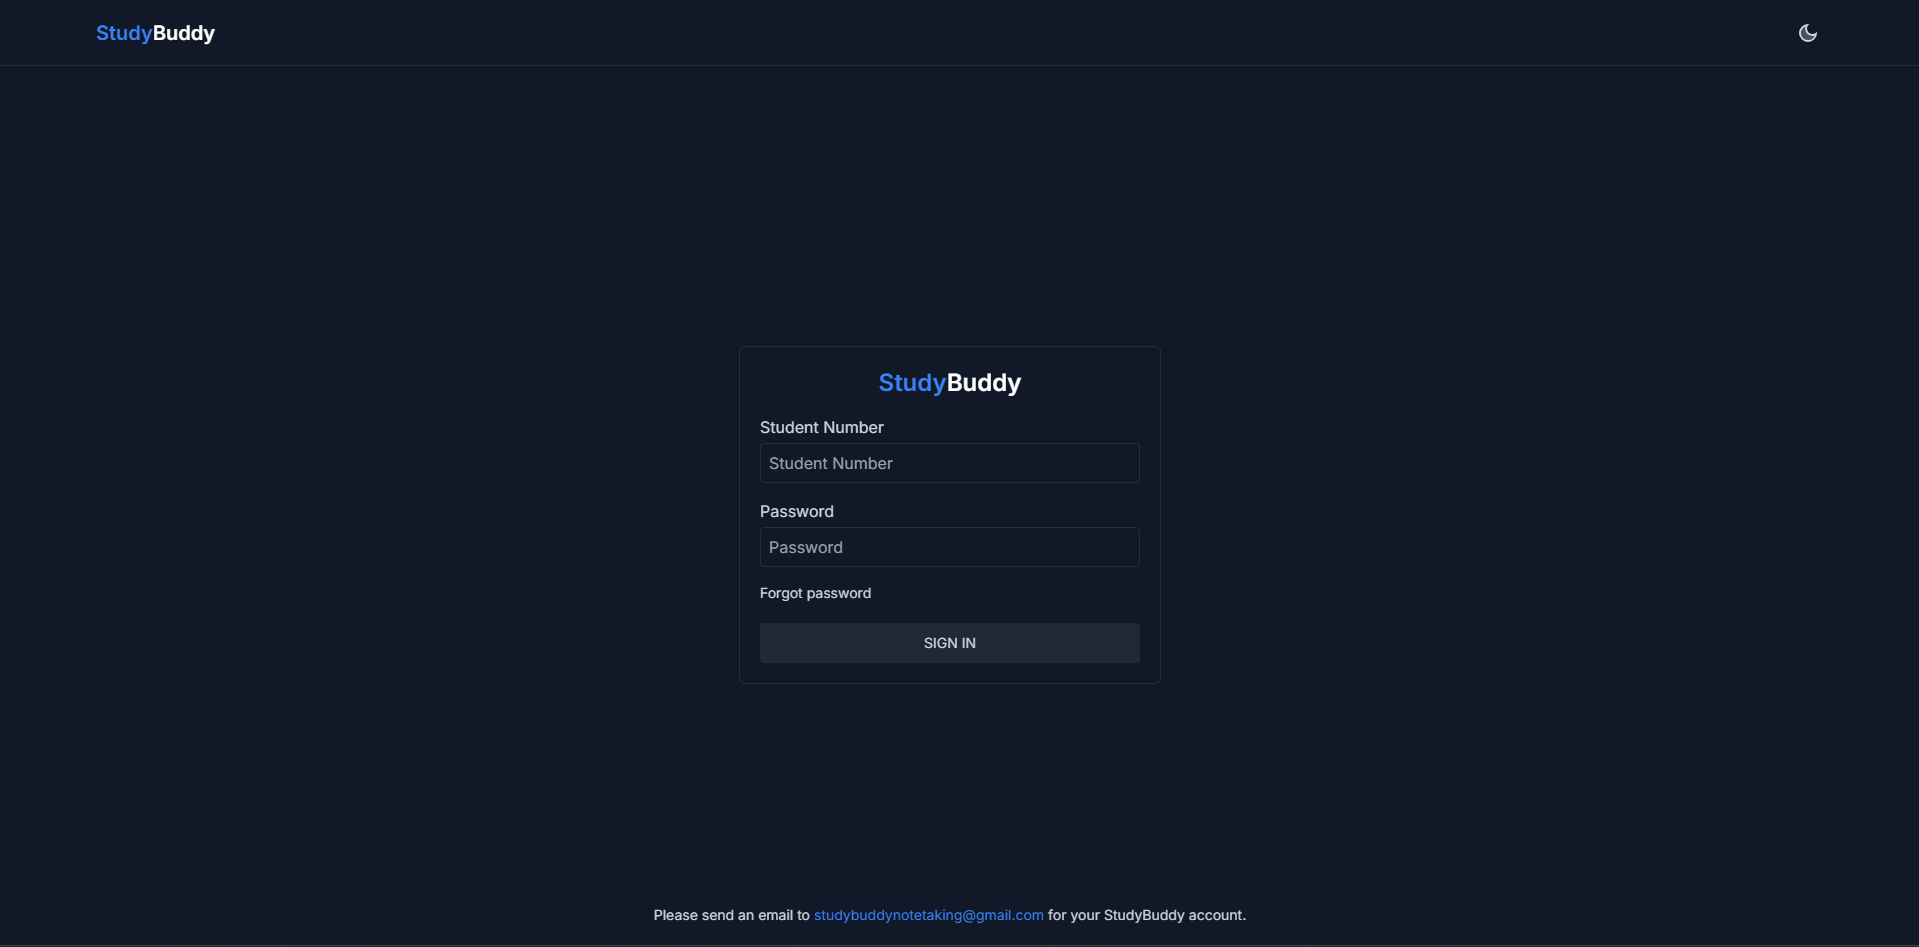 StudyBuddy
StudyBuddy
Student Number
Student Number
Password
Password
Forgot password
SIGN IN
Please send an email to studybuddynotetaking@gmail.com for your StudyBuddy account.